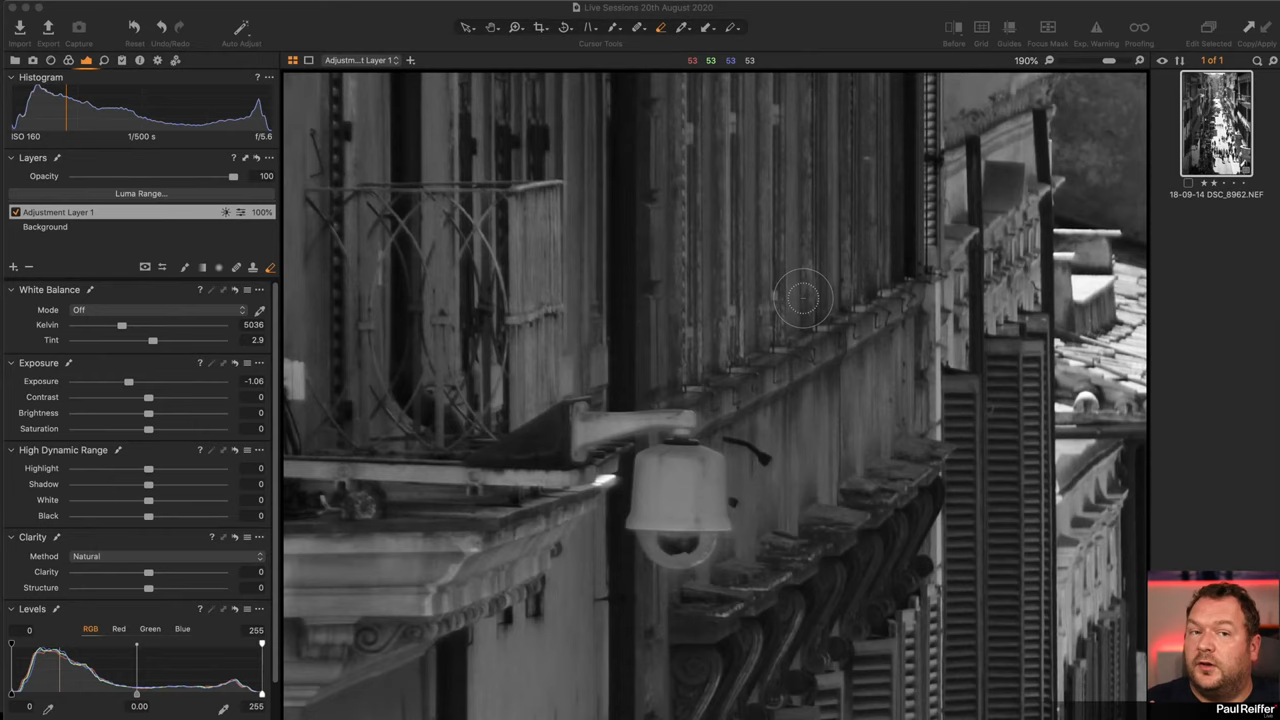 Live Sessions 20th August 2020
Import
Export
Capture
Reset
Undo/Redo
Auto Adjust
Cursor Tools
Before
Grid
Guides
Focus Mask
Exp. Warning
Proofing
Edit Selected
Copy/Apply
Adjustm...t Layer 1
53 53 53 53
190%
1 of 1
Histogram
ISO 160
1/500 s
f/5.6
Layers
Opacity 100
Luma Range...
Adjustment Layer 1 100%
Background
White Balance
Mode Off
Kelvin 5036
Tint 2.9
Exposure
Exposure -1.06
Contrast 0
Brightness 0
Saturation 0
High Dynamic Range
Highlight 0
Shadow 0
White 0
Black 0
Clarity
Method Natural
Clarity 0
Structure 0
Levels
0 RGB Red Green Blue 255
0 0.00 255
18-09-14 DSC_8962.NEF
PaulReiffer
Live